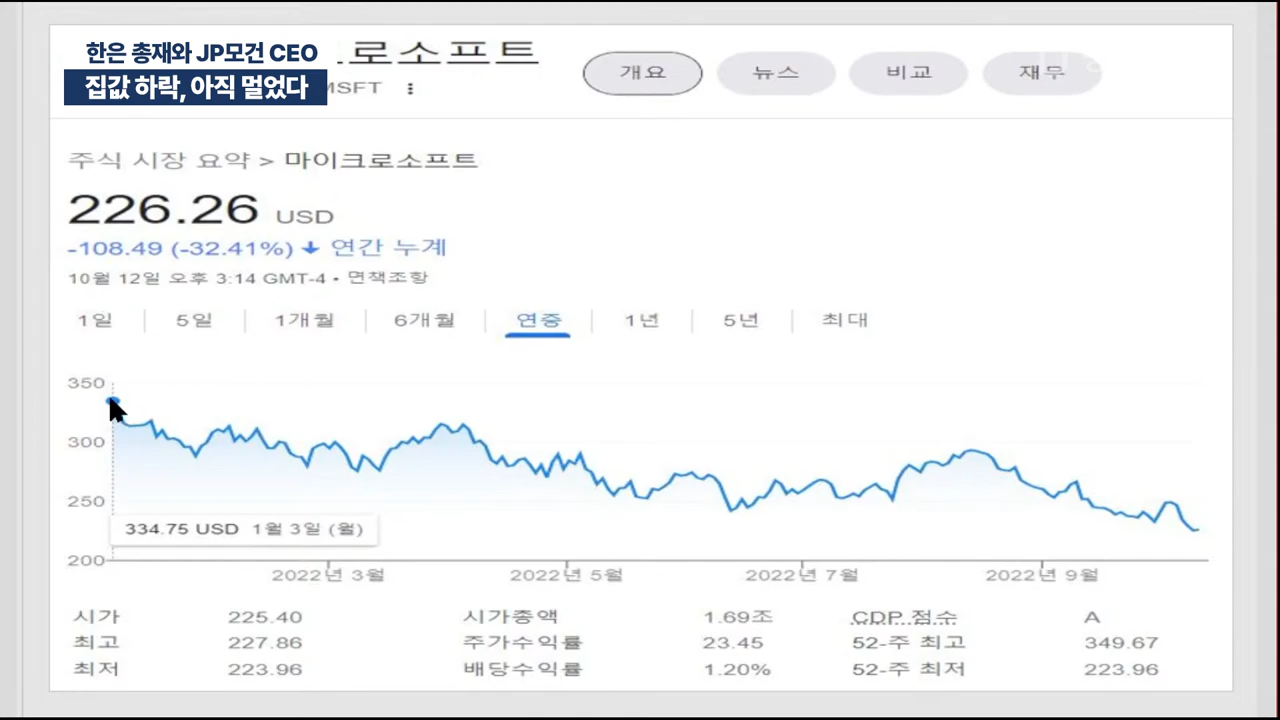 한은 총재와 JP모건 CEO
집값 하락, 아직 멀었다
로소프트
MSFT
개요 뉴스 비교 재무
주식 시장 요약 > 마이크로소프트
226.26 USD
-108.49 (-32.41%) ↓ 연간 누계
10월 12일 오후 3:14 GMT-4 • 면책조항
1일 5일 1개월 6개월 연중 1년 5년 최대
350
300
250
200
334.75 USD 1월 3일 (월)
2022년 3월 2022년 5월 2022년 7월 2022년 9월
시가 225.40 시가총액 1.69조 CDP 점수 A
최고 227.86 주가수익률 23.45 52-주 최고 349.67
최저 223.96 배당수익률 1.20% 52-주 최저 223.96